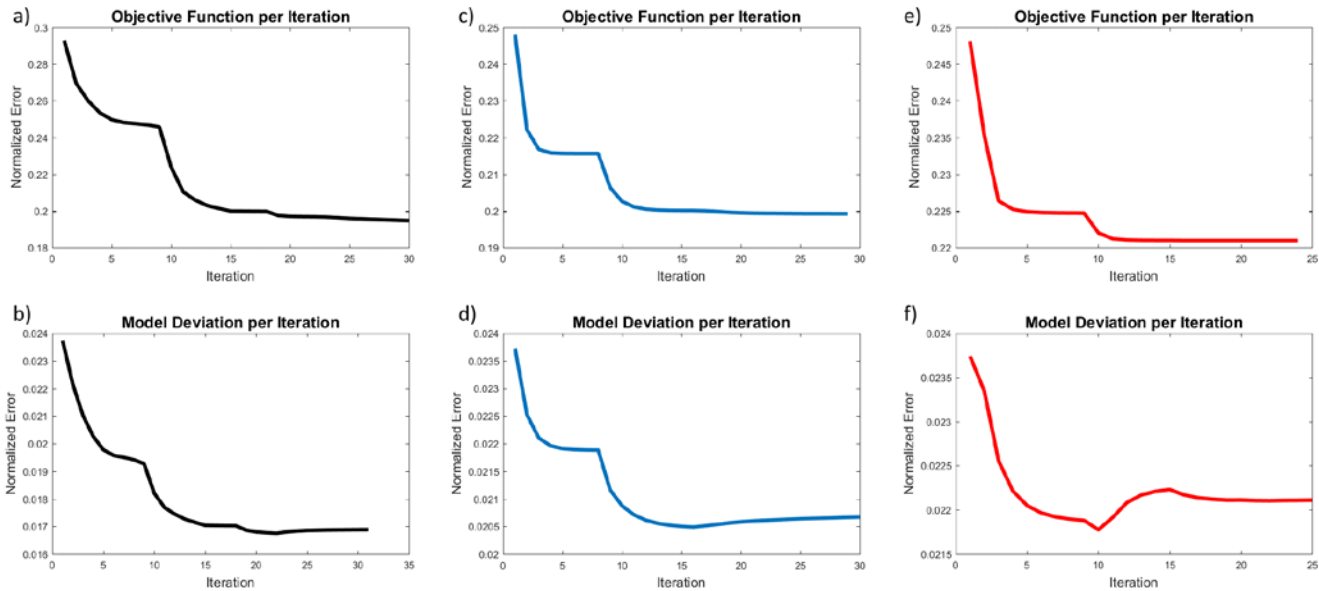 a)
Objective Function per Iteration
0.3
0.28
0.26
0.24
0.22
0.2
0.18
Normalized Error
0 5 10 15 20 25 30
Iteration
c)
Objective Function per Iteration
0.25
0.24
0.23
0.22
0.21
0.2
0.19
Normalized Error
0 5 10 15 20 25 30
Iteration
e)
Objective Function per Iteration
0.25
0.245
0.24
0.235
0.23
0.225
0.22
Normalized Error
0 5 10 15 20 25
Iteration
b)
Model Deviation per Iteration
0.024
0.023
0.022
0.021
0.02
0.019
0.018
0.017
0.016
Normalized Error
0 5 10 15 20 25 30 35
Iteration
d)
Model Deviation per Iteration
0.024
0.0235
0.023
0.0225
0.022
0.0215
0.021
0.0205
0.02
Normalized Error
0 5 10 15 20 25 30
Iteration
f)
Model Deviation per Iteration
0.024
0.0235
0.023
0.0225
0.022
0.0215
Normalized Error
0 5 10 15 20 25
Iteration